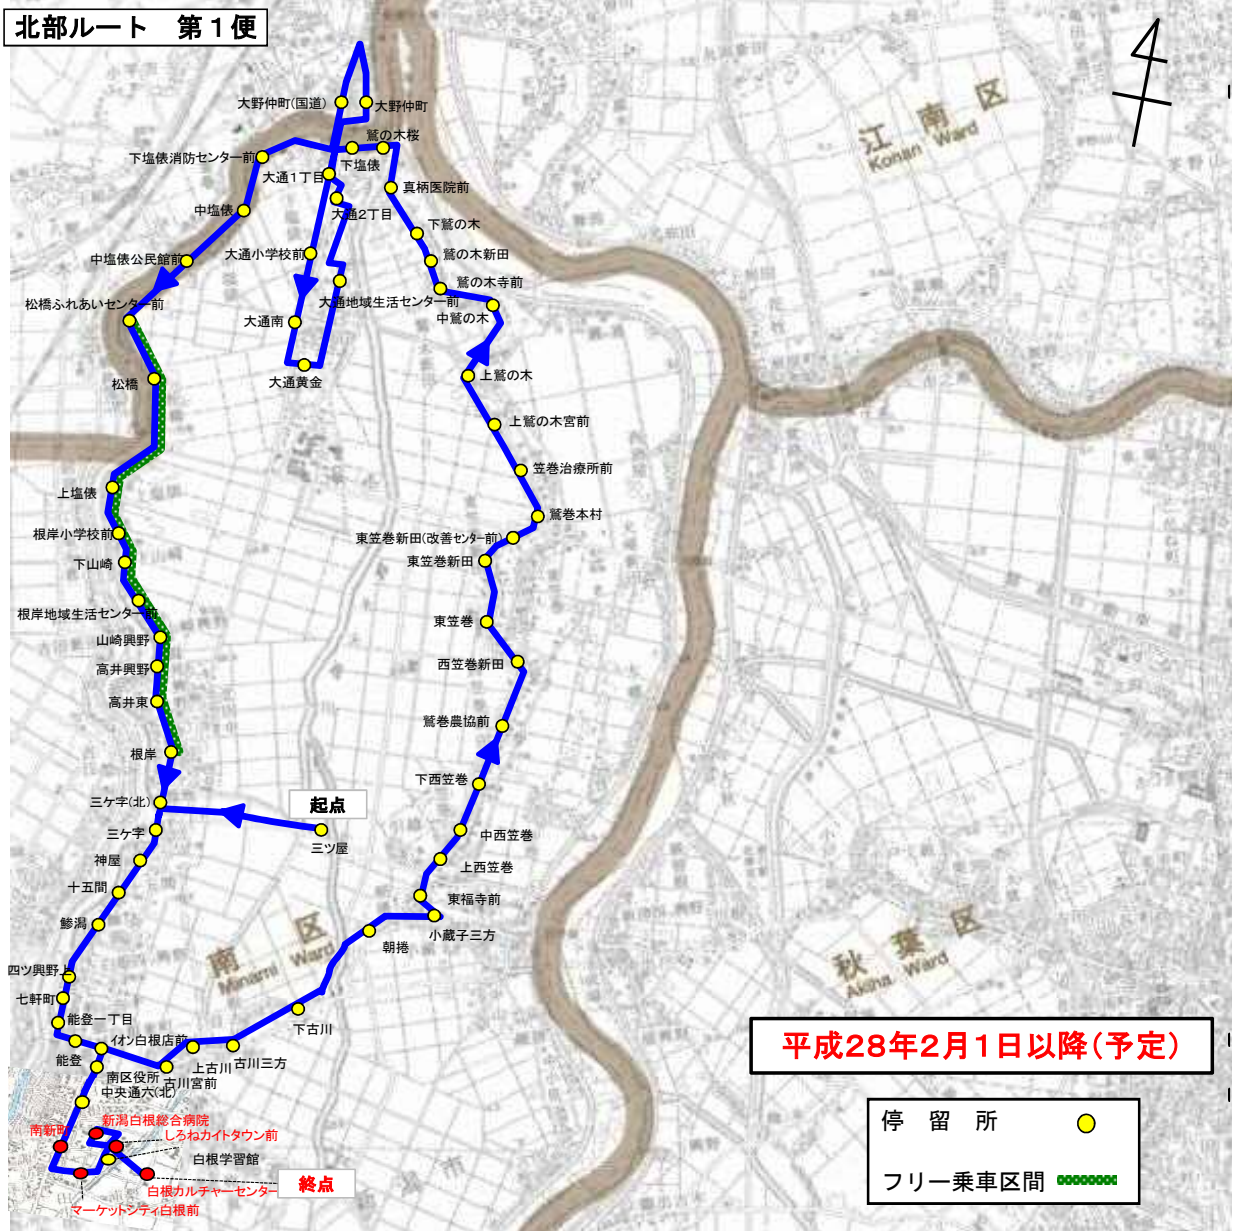 北部ルート 第1便
大野仲町(国道)
大野仲町
鷲の木桜
下塩俵消防センター前
下塩俵
大通1丁目
真柄医院前
中塩俵
大通2丁目
下鷲の木
大通小学校前
鷲の木新田
中塩俵公民館前
鷲の木寺前
松橋ふれあいセンター前
大通地域生活センター前
中鷲の木
大通南
大通黄金
松橋
上鷲の木
上鷲の木宮前
笠巻治療所前
上塩俵
鷲巻本村
根岸小学校前
東笠巻新田(改善センター前)
下山崎
東笠巻新田
根岸地域生活センター前
東笠巻
山崎興野
西笠巻新田
高井興野
高井東
鷲巻農協前
根岸
下西笠巻
三ケ字(北)
起点
三ケ字
三ツ屋
中西笠巻
神屋
上西笠巻
十五間
東福寺前
鯵潟
小蔵子三方
朝捲
四ツ興野上
七軒町
下古川
能登一丁目
イオン白根店前
能登
上古川
古川三方
南区役所
古川宮前
中央通六(北)
新潟白根総合病院
南新町
しろねカイトタウン前
白根学習館
白根カルチャーセンター
終点
マーケットシティ白根前
江南区
Konan Ward
南区
Minami Ward
秋葉区
Akiha Ward
平成28年2月1日以降(予定)
停留所
フリー乗車区間